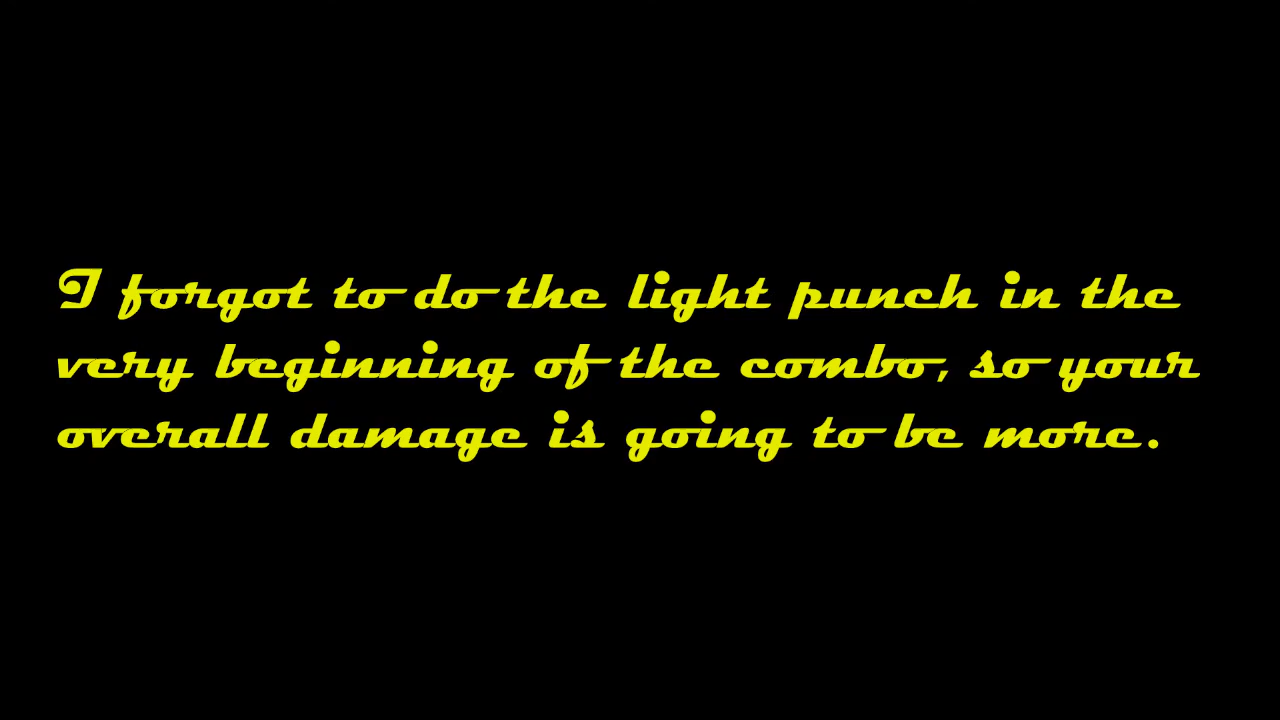 I forgot to do the light punch in the
very beginning of the combo, so your
overall damage is going to be more.